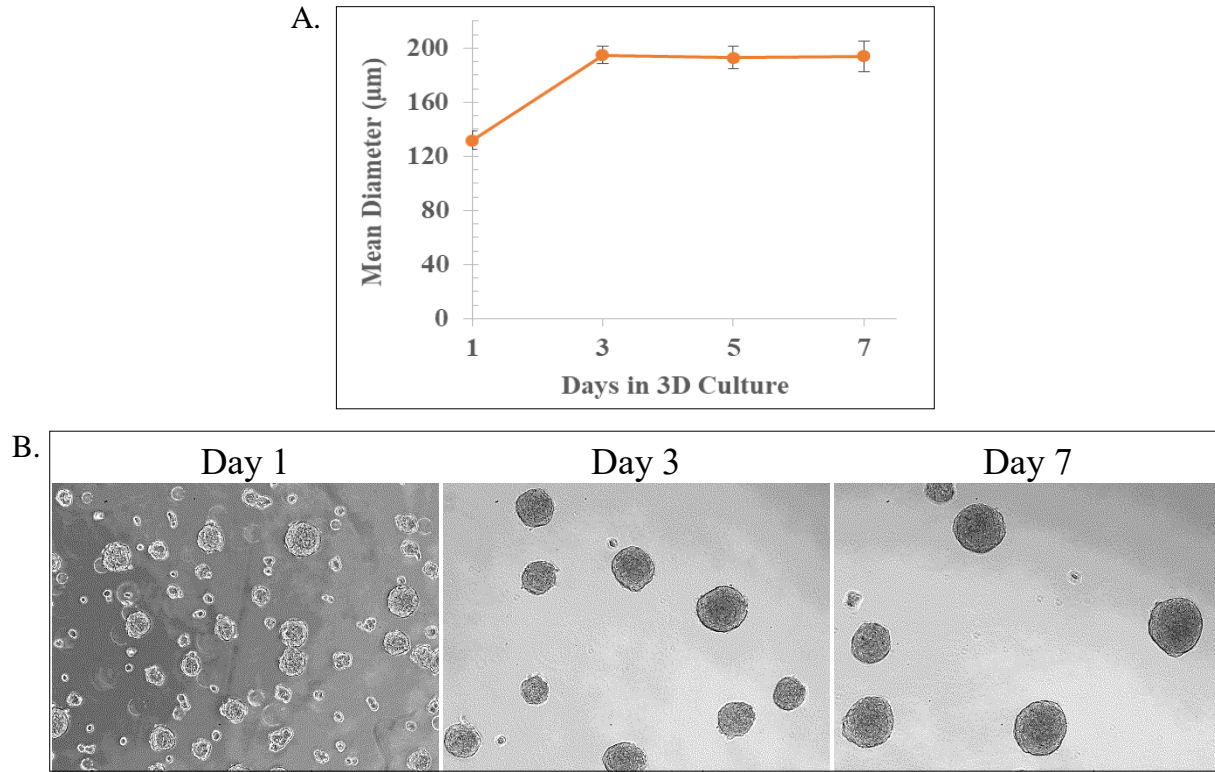 A.
Mean Diameter (μm)
200
160
120
80
40
0
1 3 5 7
Days in 3D Culture
B.
Day 1 Day 3 Day 7